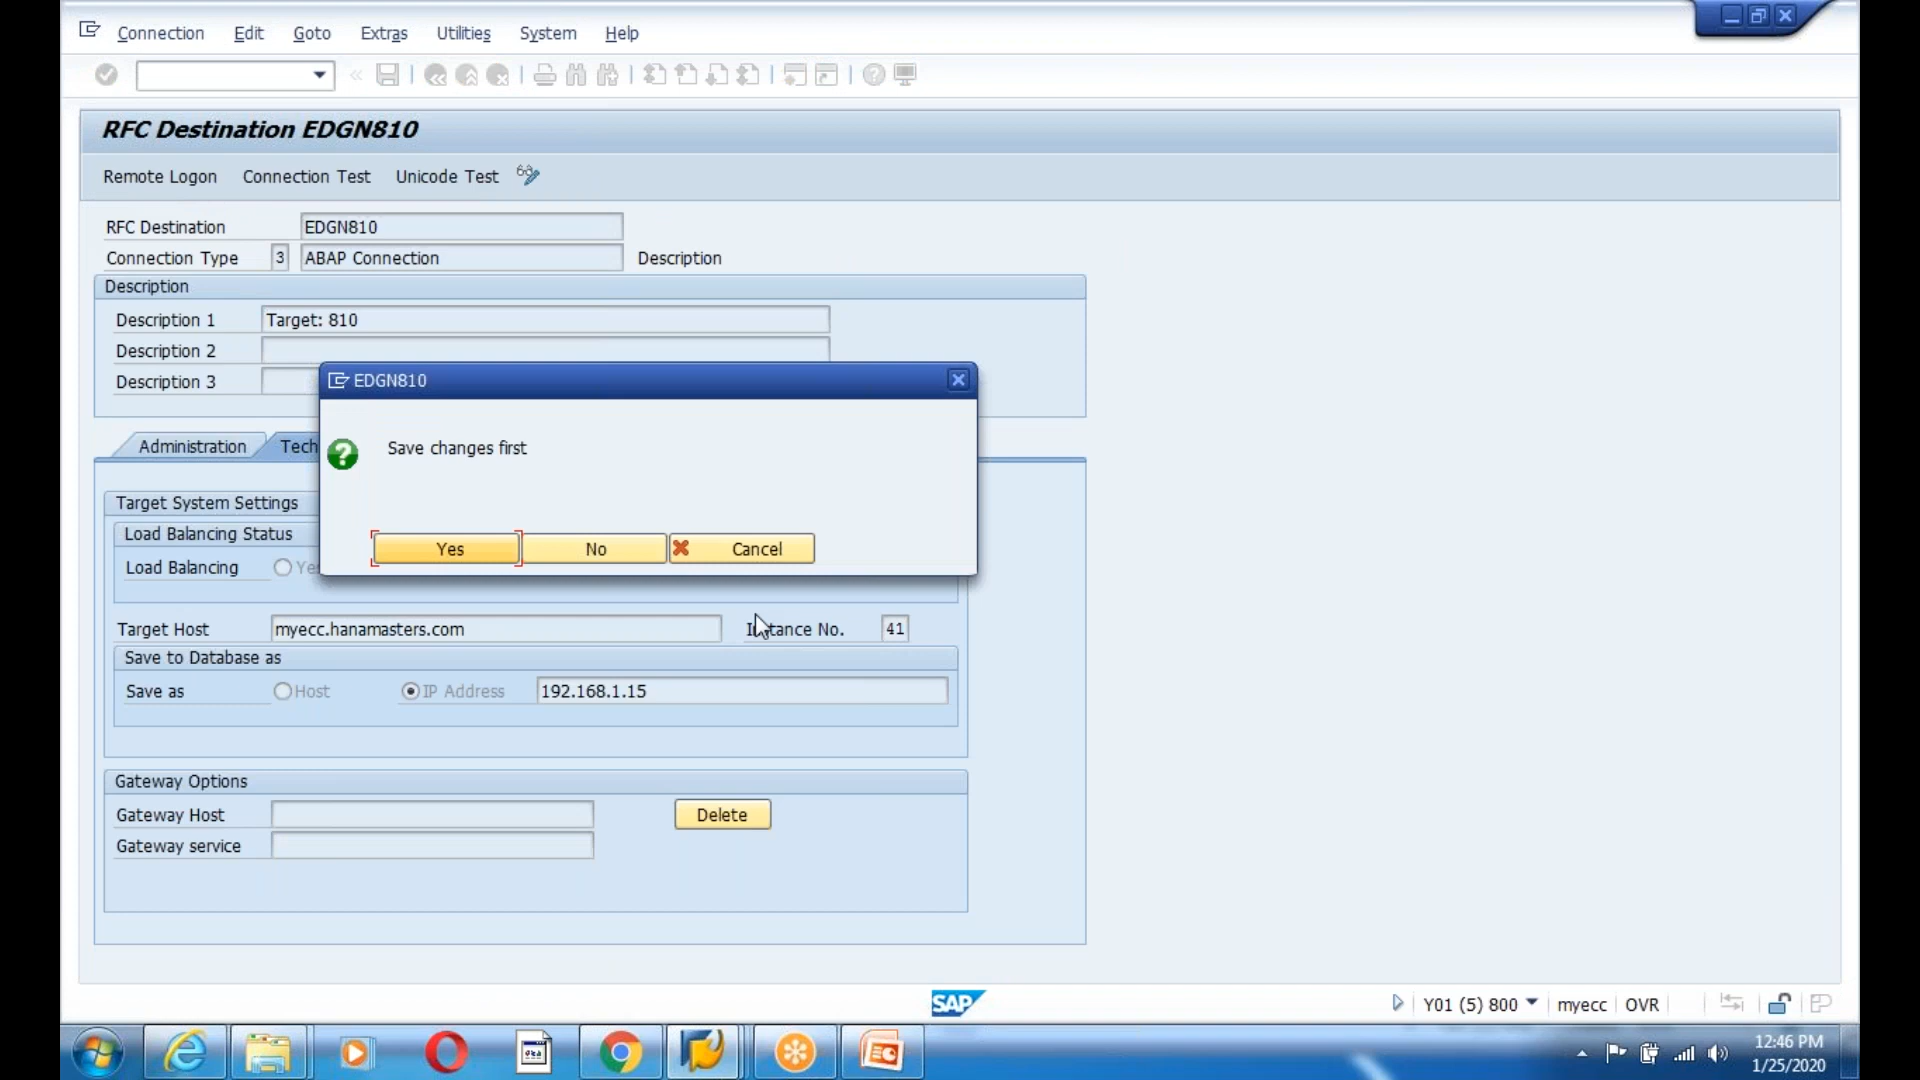 Connection Edit Goto Extras Utilities System Help
RFC Destination EDGN810
Remote Logon Connection Test Unicode Test
RFC Destination EDGN810
Connection Type 3 ABAP Connection Description
Description
Description 1 Target: 810
Description 2
Description 3
EDGN810
Save changes first
Yes No Cancel
Administration Tech
Target System Settings
Load Balancing Status
Load Balancing Ye
Target Host myecc.hanamasters.com Instance No. 41
Save to Database as
Save as Host IP Address 192.168.1.15
Gateway Options
Gateway Host Delete
Gateway service
SAP Y01 (5) 800 myecc OVR
12:46 PM
1/25/2020